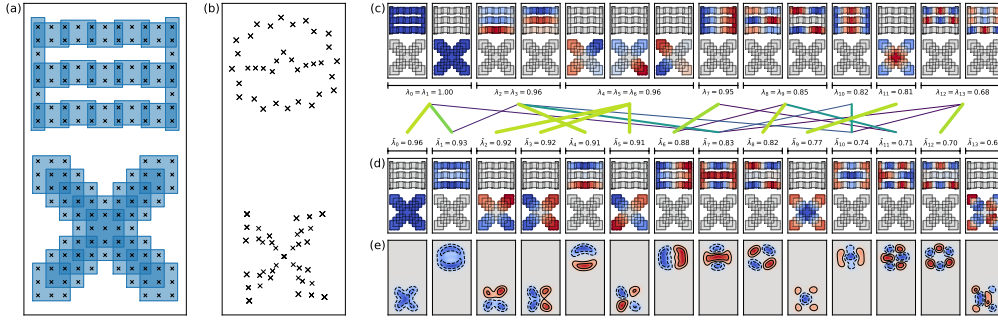 (a)
(b)
(c)
λ₀ = λ₁ = 1.00 λ₂ = λ₃ = 0.96 λ₄ = λ₅ = λ₆ = 0.96 λ₇ = 0.95 λ₈ = λ₉ = 0.85 λ₁₀ = 0.82 λ₁₁ = 0.81 λ₁₂ = λ₁₃ = 0.68
λ̃₀ = 0.96 λ̃₁ = 0.93 λ̃₂ = 0.92 λ̃₃ = 0.92 λ̃₄ = 0.91 λ̃₅ = 0.91 λ̃₆ = 0.88 λ̃₇ = 0.83 λ̃₈ = 0.82 λ̃₉ = 0.77 λ̃₁₀ = 0.74 λ̃₁₁ = 0.71 λ̃₁₂ = 0.70
(d)
(e)